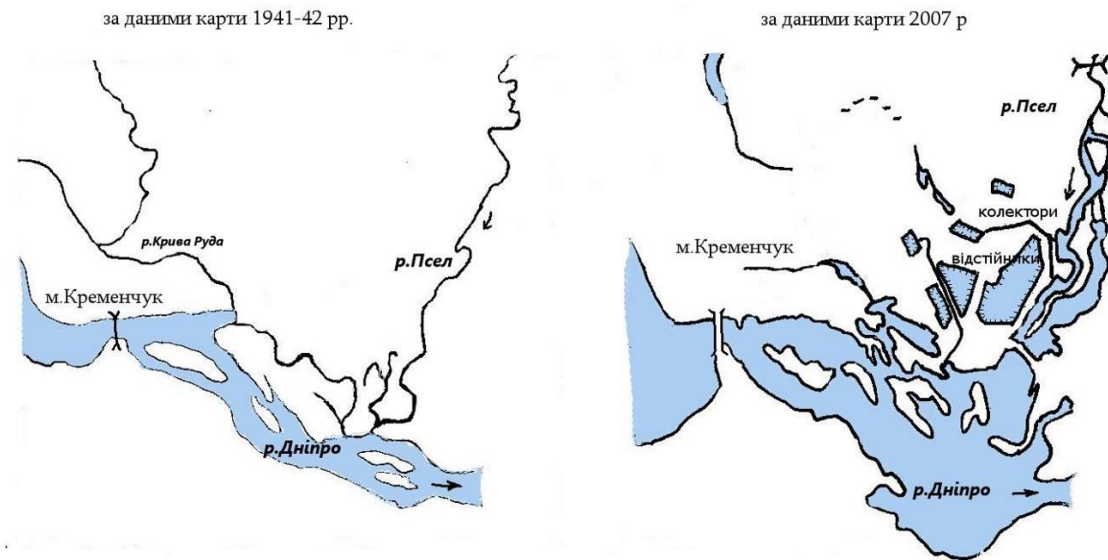 за даними карти 1941-42 рр.
р.Крива Руда
р.Псел
м.Кременчук
р.Дніпро
за даними карти 2007 р
р.Псел
колектори
м.Кременчук
відстійники
р.Дніпро